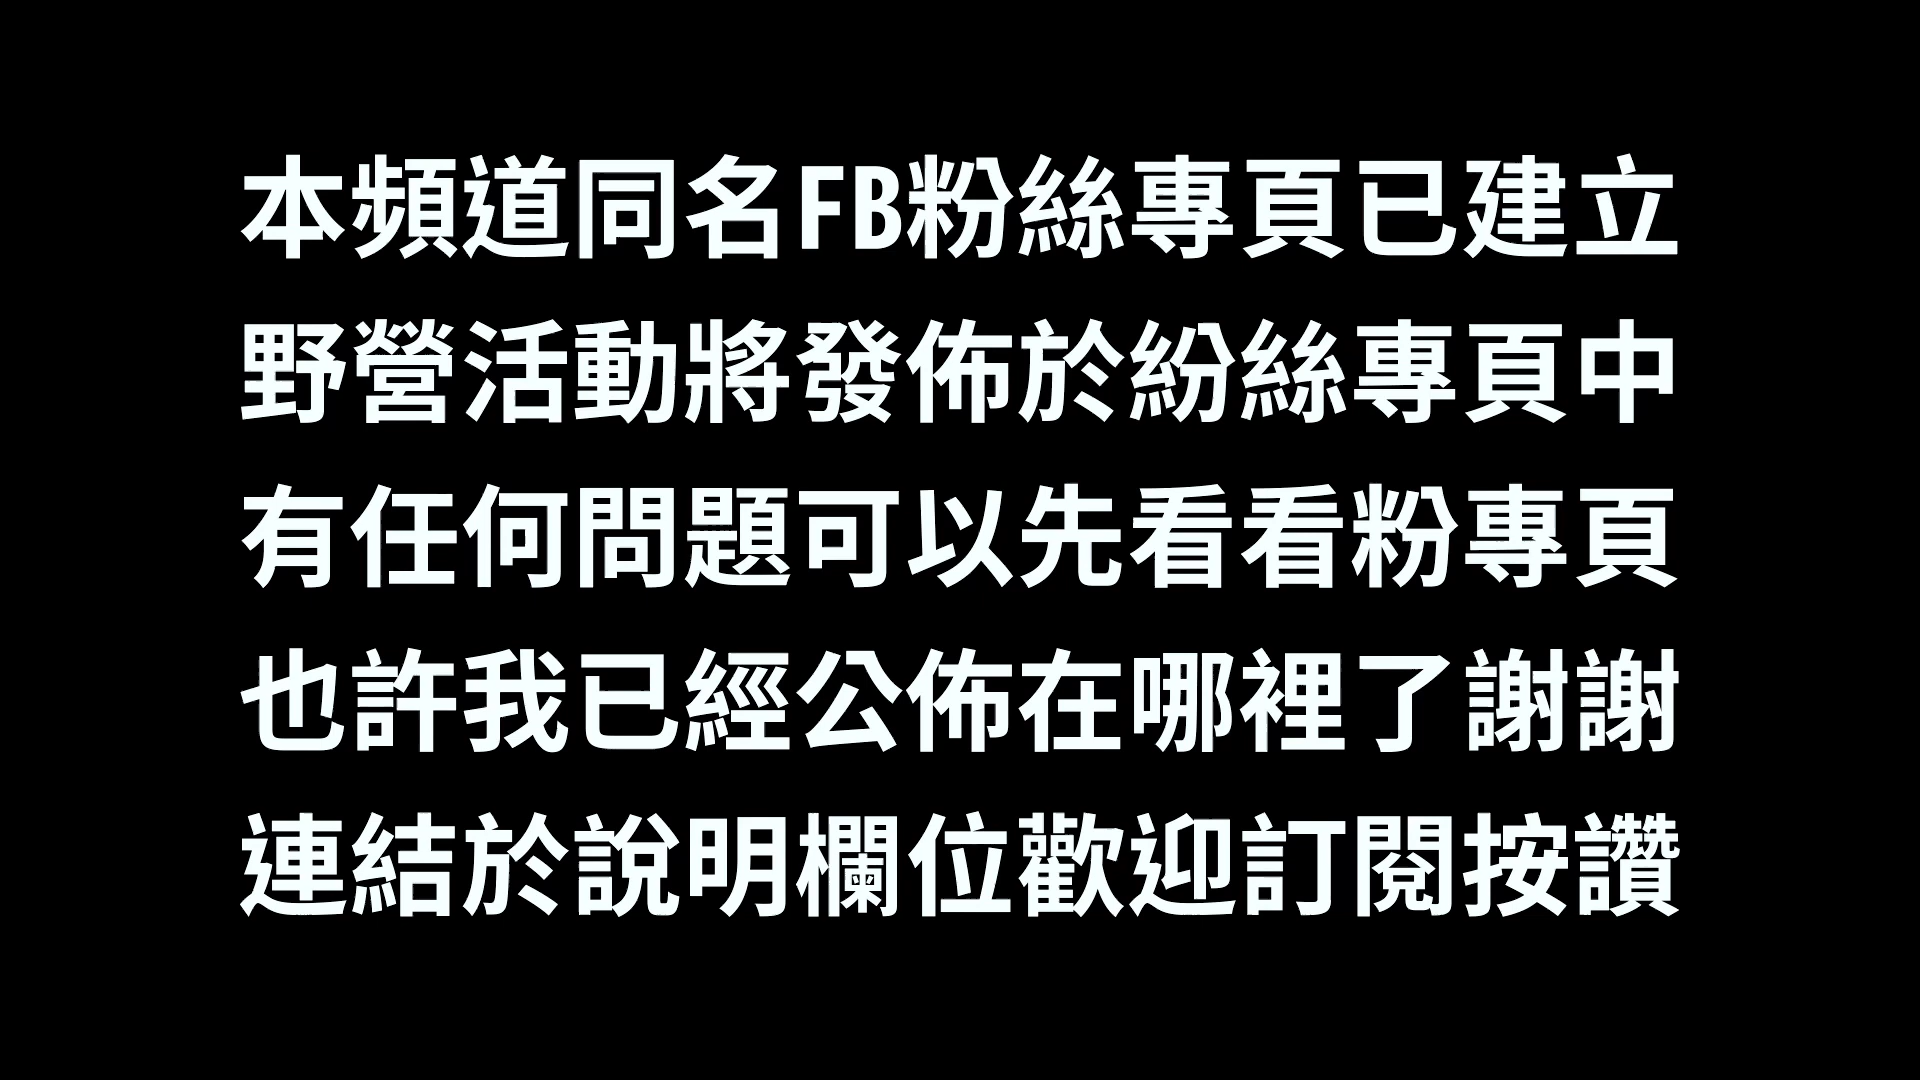 本頻道同名FB粉絲專頁已建立
野營活動將發佈於紛絲專頁中
有任何問題可以先看看粉專頁
也許我已經公佈在哪裡了謝謝
連結於說明欄位歡迎訂閱按讚